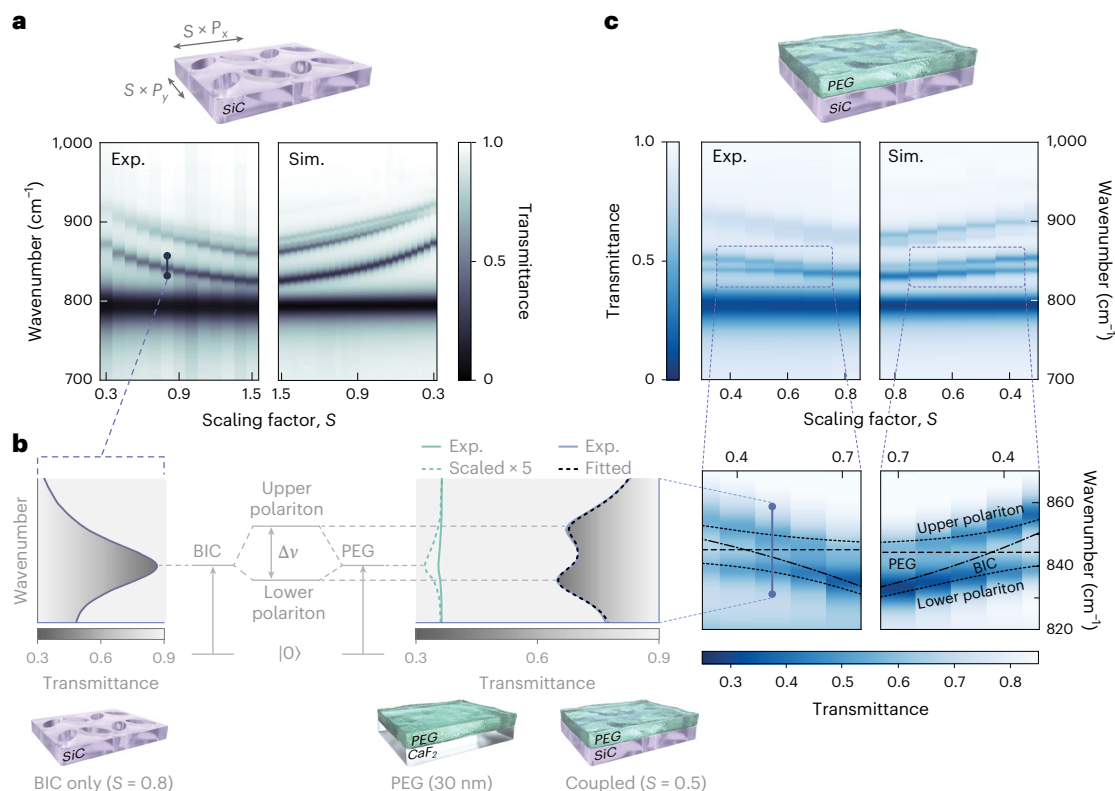 a
S × Pₓ
S × Pᵧ
SiC
1,000
900
800
700
Wavenumber (cm⁻¹)
Exp.
Sim.
0.3
0.9
1.5
1.5
0.9
0.3
Scaling factor, S
1.0
0.5
0
Transmittance
c
PEG
SiC
1.0
0.5
0
Transmittance
Exp.
Sim.
1,000
900
800
700
Wavenumber (cm⁻¹)
0.4
0.6
0.8
0.8
0.6
0.4
Scaling factor, S
b
Wavenumber
0.3
0.6
0.9
Transmittance
SiC
BIC only (S = 0.8)
Upper
polariton
BIC
Δν
PEG
Lower
polariton
|0⟩
Exp.
Scaled × 5
Exp.
Fitted
0.3
0.6
0.9
Transmittance
PEG
CaF₂
PEG (30 nm)
PEG
SiC
Coupled (S = 0.5)
0.4
0.7
0.7
0.4
Upper polariton
PEG
BIC
Lower polariton
860
840
820
Wavenumber (cm⁻¹)
0.3
0.4
0.5
0.6
0.7
0.8
Transmittance